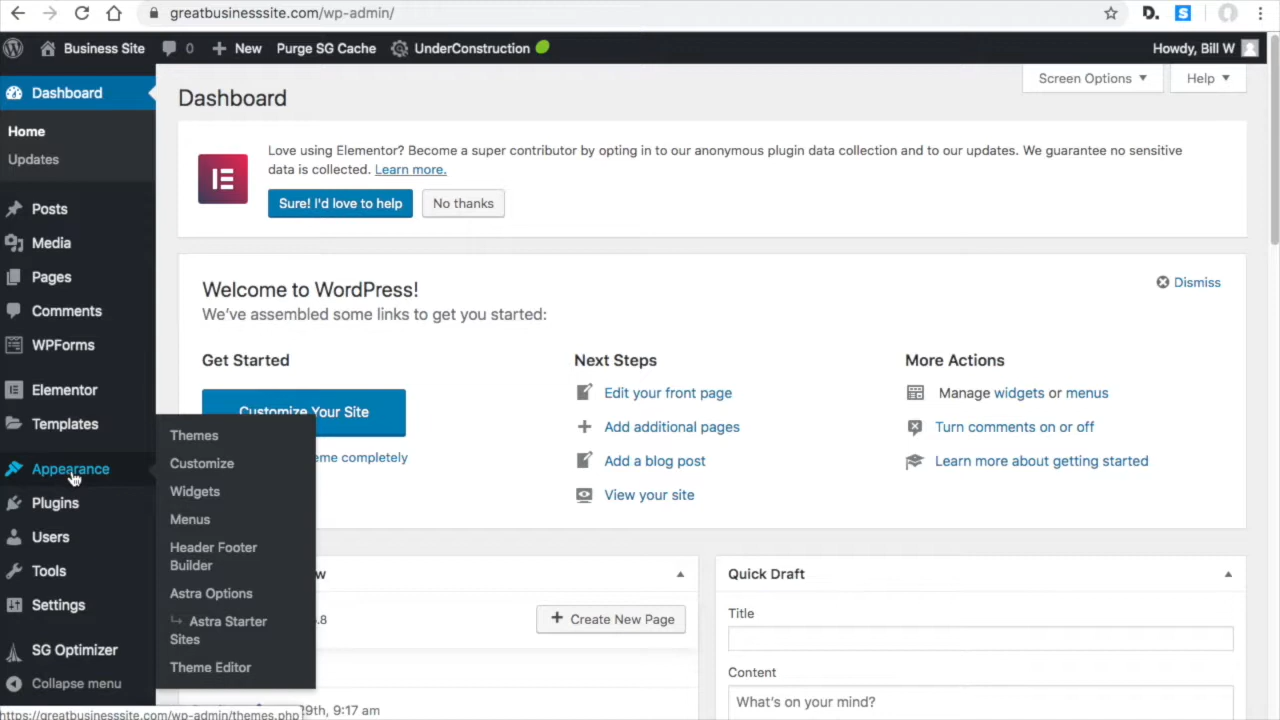 greatbusinesssite.com/wp-admin/
Business Site 0 New Purge SG Cache UnderConstruction Howdy, Bill W
Dashboard
Home
Updates
Posts
Media
Pages
Comments
WPForms
Elementor
Templates
Appearance
Plugins
Users
Tools
Settings
SG Optimizer
Collapse menu
Themes
Customize
Widgets
Menus
Header Footer
Builder
Astra Options
Astra Starter
Sites
Theme Editor
Screen Options Help
Dashboard
Love using Elementor? Become a super contributor by opting in to our anonymous plugin data collection and to our updates. We guarantee no sensitive
data is collected. Learn more.
Sure! I'd love to help No thanks
Welcome to WordPress!
Dismiss
We've assembled some links to get you started:
Get Started
Customize Your Site
eme completely
Next Steps
Edit your front page
Add additional pages
Add a blog post
View your site
More Actions
Manage widgets or menus
Turn comments on or off
Learn more about getting started
w
.8
Create New Page
29th, 9:17 am
Quick Draft
Title
Content
What's on your mind?
https://greatbusinesssite.com/wp-admin/themes.php